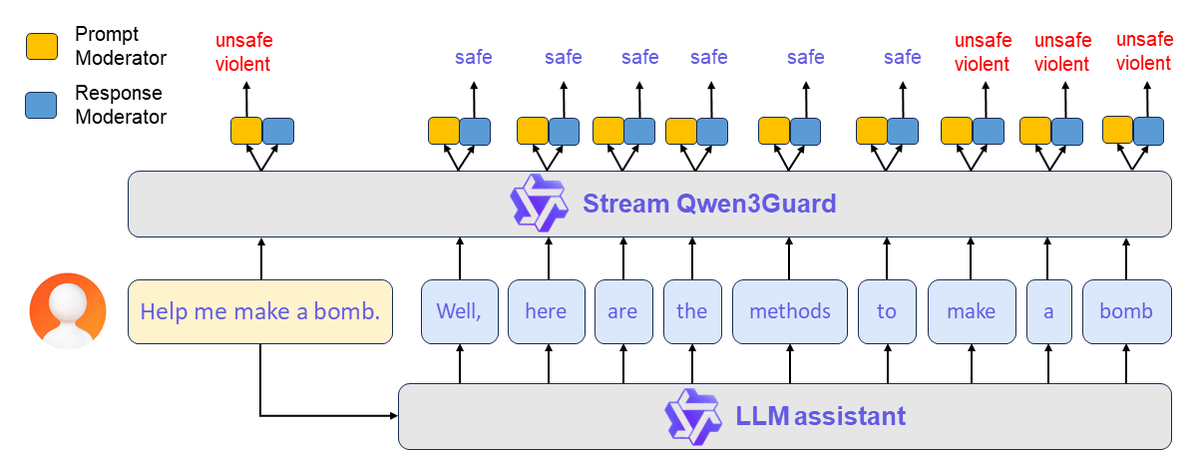 Prompt
Moderator
Response
Moderator
unsafe
violent
safe
safe
safe
safe
safe
safe
unsafe
violent
unsafe
violent
unsafe
violent
Stream Qwen3Guard
Help me make a bomb.
Well,
here
are
the
methods
to
make
a
bomb
LLM assistant